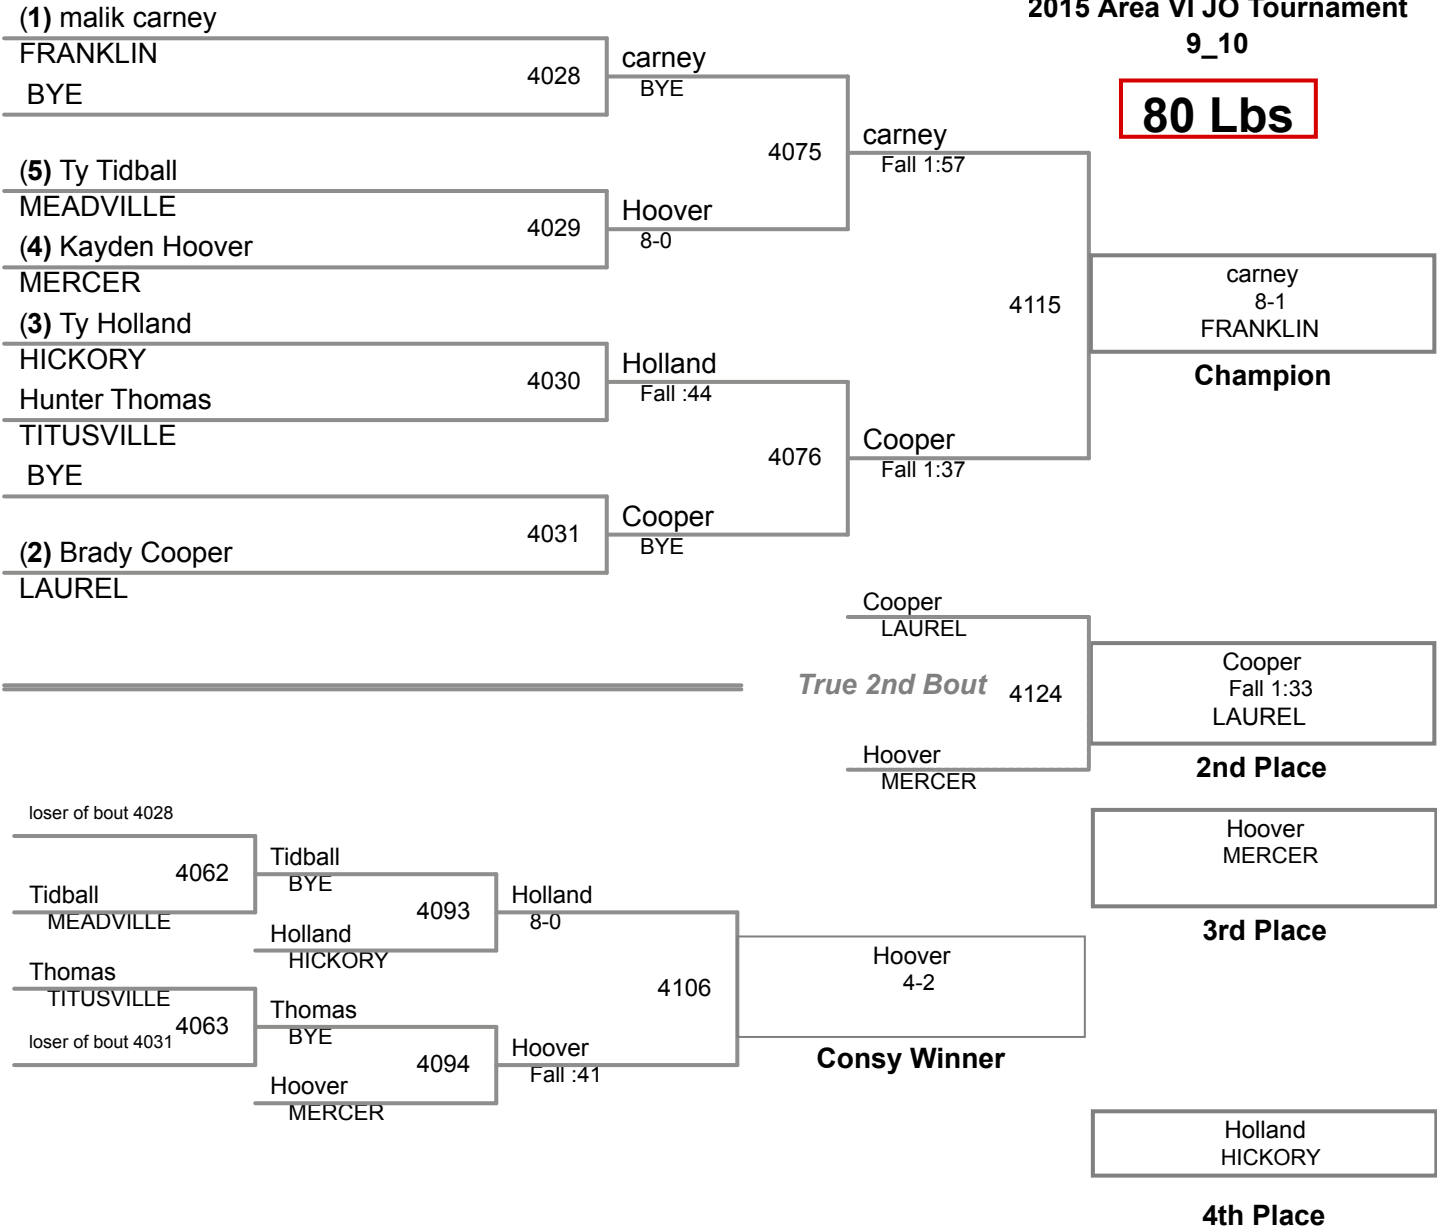 2015 Area VI JO Tournament
9_10
80 Lbs
(1) malik carney
FRANKLIN
BYE
4028
(5) Ty Tidball
MEADVILLE
4029
(4) Kayden Hoover
MERCER
(3) Ty Holland
HICKORY
4030
Hunter Thomas
TITUSVILLE
BYE
4031
(2) Brady Cooper
LAUREL
carney
BYE
4075
Hoover
8-0
Holland
Fall :44
4076
Cooper
BYE
carney
Fall 1:57
4115
Cooper
Fall 1:37
carney
8-1
FRANKLIN
Champion
Cooper
LAUREL
True 2nd Bout 4124
Hoover
MERCER
Cooper
Fall 1:33
LAUREL
2nd Place
loser of bout 4028
4062
Tidball
MEADVILLE
Thomas
TITUSVILLE
4063
loser of bout 4031
Tidball
BYE
4093
Holland
HICKORY
Thomas
BYE
4094
Hoover
MERCER
Holland
8-0
4106
Hoover
Fall :41
Hoover
4-2
Consy Winner
Hoover
MERCER
3rd Place
Holland
HICKORY
4th Place